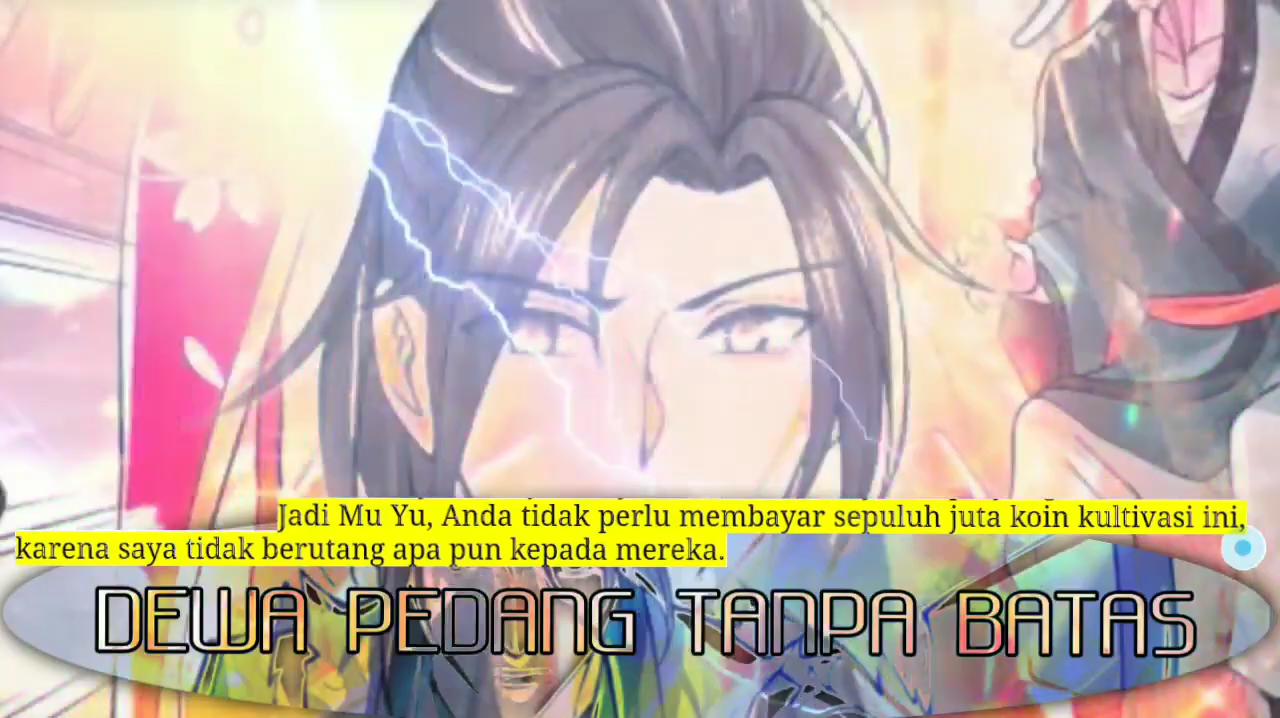 Jadi Mu Yu, Anda tidak perlu membayar sepuluh juta koin kultivasi ini,
karena saya tidak berutang apa pun kepada mereka.
DEWA PEDANG TANPA BATAS